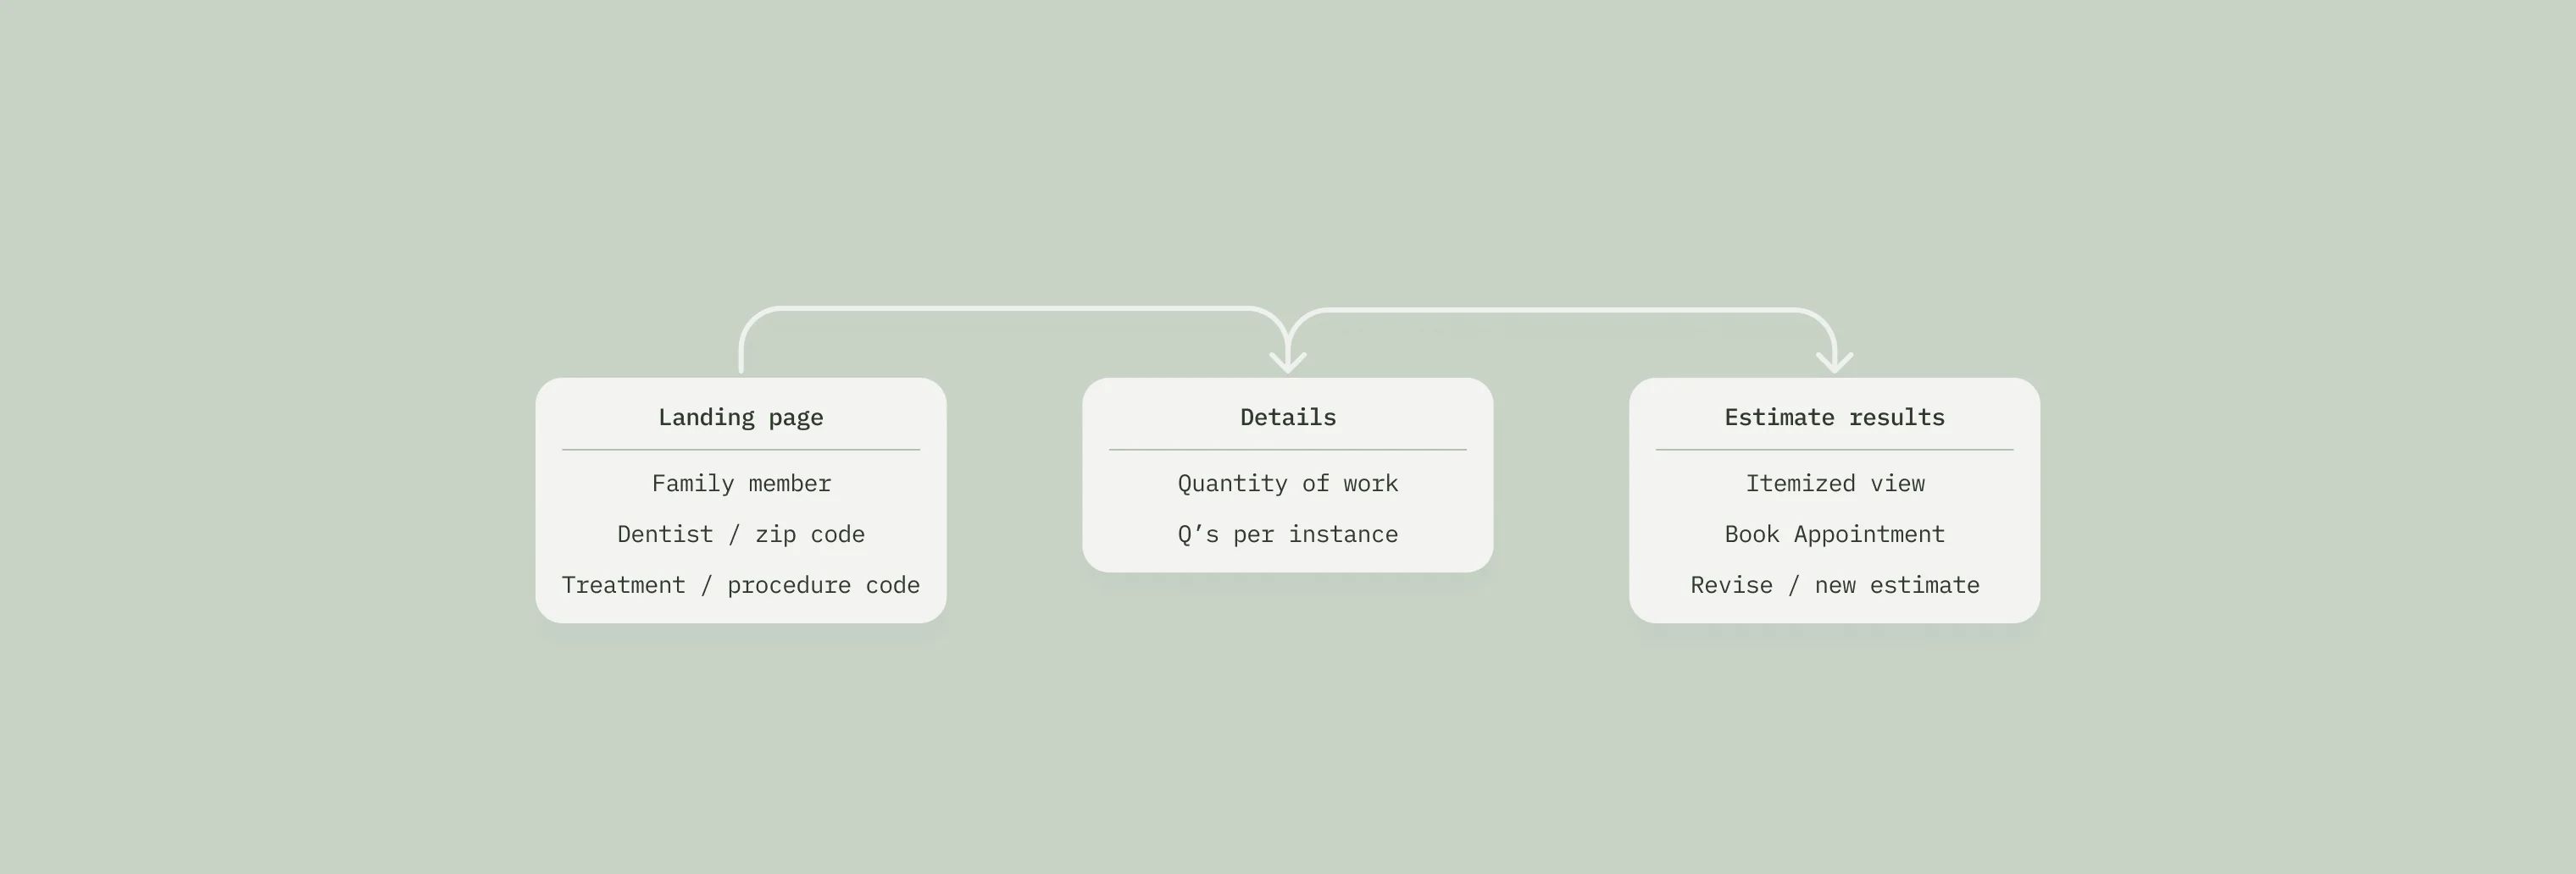 Landing page
Family member
Dentist / zip code
Treatment / procedure code
Details
Quantity of work
Q’s per instance
Estimate results
Itemized view
Book Appointment
Revise / new estimate